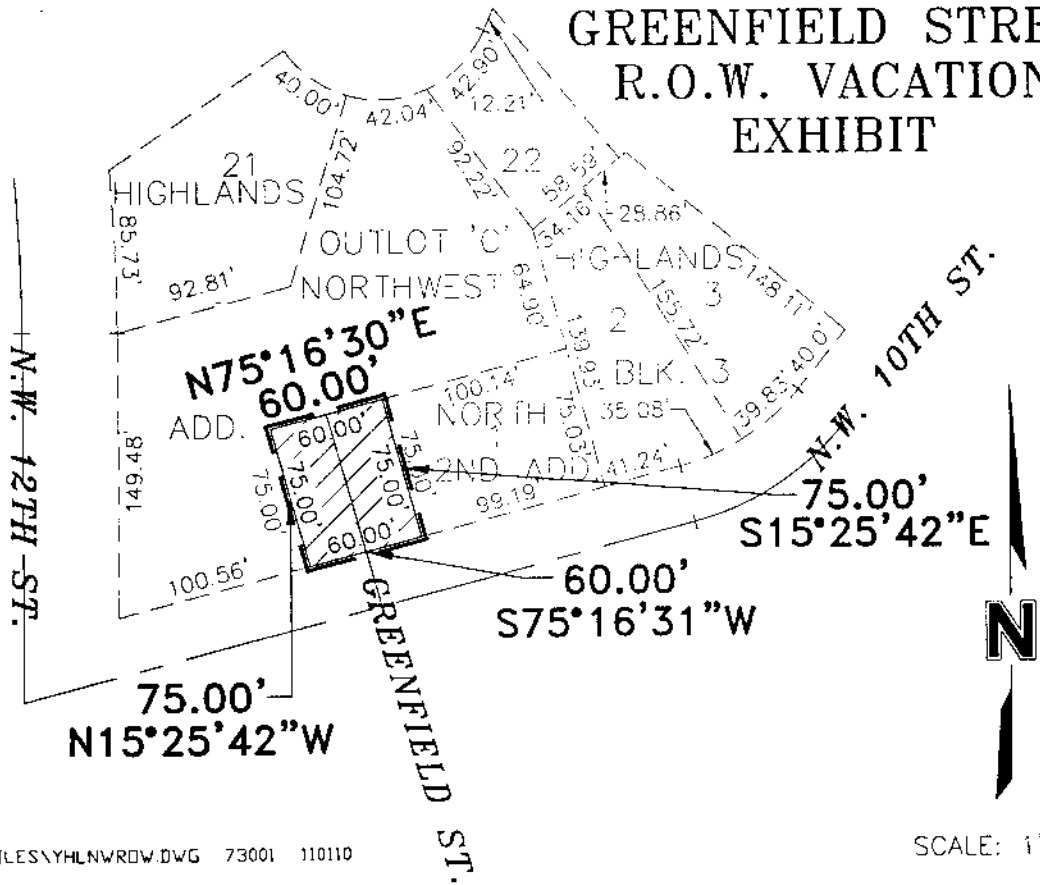 GREENFIELD STRE
R.O.W. VACATION
EXHIBIT
40.00'
42.04'
42.90'
12.21'
21
HIGHLANDS
104.72'
92.22'
22
58.59'
54.16'
28.86'
85.73'
92.81'
OUTLOT 'C'
NORTHWEST
64.90'
HIGHLANDS
3
148.11'
155.72'
2
139.93'
BLK. 3
N.W. 10TH ST.
N.W. 12TH ST.
N75°16'30"E
60.00'
100.14'
ADD.
60.00'
NORTH
35.08'
39.83'
40.0'
149.48'
75.00'
75.00'
75.00'
75.00'
75.03'
2ND ADD.
41.24'
99.19
60.00'
100.56'
75.00'
S15°25'42"E
60.00'
S75°16'31"W
GREENFIELD ST.
75.00'
N15°25'42"W
N
LES\YHLNWROW.DWG 73001 110110
SCALE: 1"